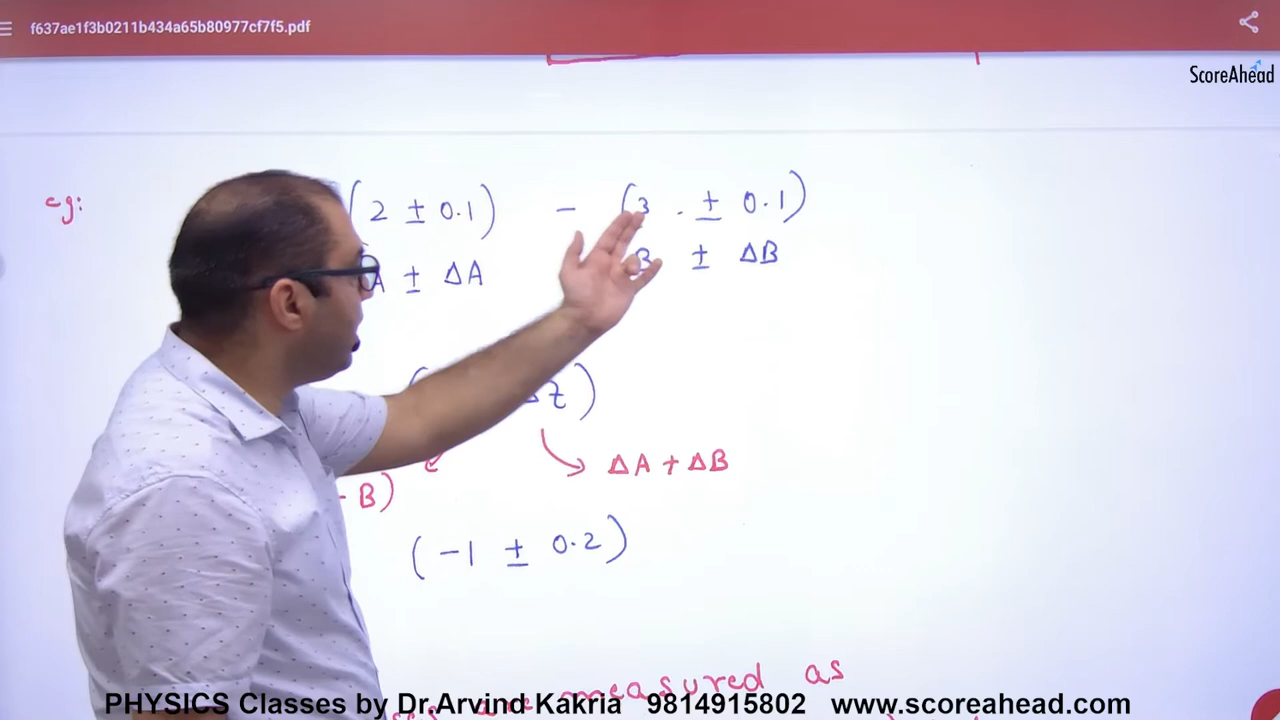 f637ae1f3b0211b434a65b80977cf7f5.pdf
ScoreAhead
eg: (2 ± 0.1) - (3 . ± 0.1)
A ± ΔA B ± ΔB
( Z)
ΔA + ΔB
- B)
(-1 ± 0.2)
measured as
PHYSICS Classes by Dr.Arvind Kakria 9814915802 www.scoreahead.com